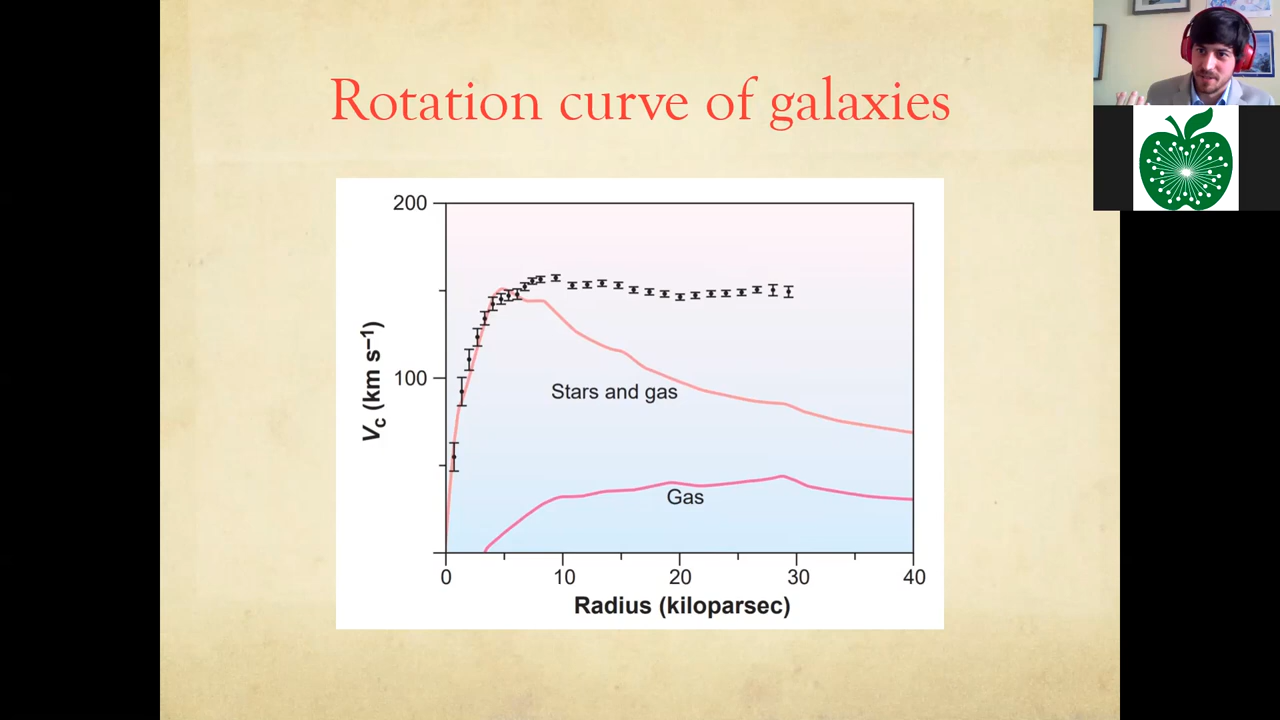 Rotation curve of galaxies
200
100
V_c (km s⁻¹)
Stars and gas
Gas
0 10 20 30 40
Radius (kiloparsec)